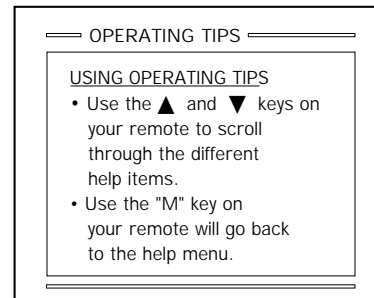 OPERATING TIPS
USING OPERATING TIPS
• Use the ▲ and ▼ keys on
your remote to scroll
through the different
help items.
• Use the "M" key on
your remote will go back
to the help menu.